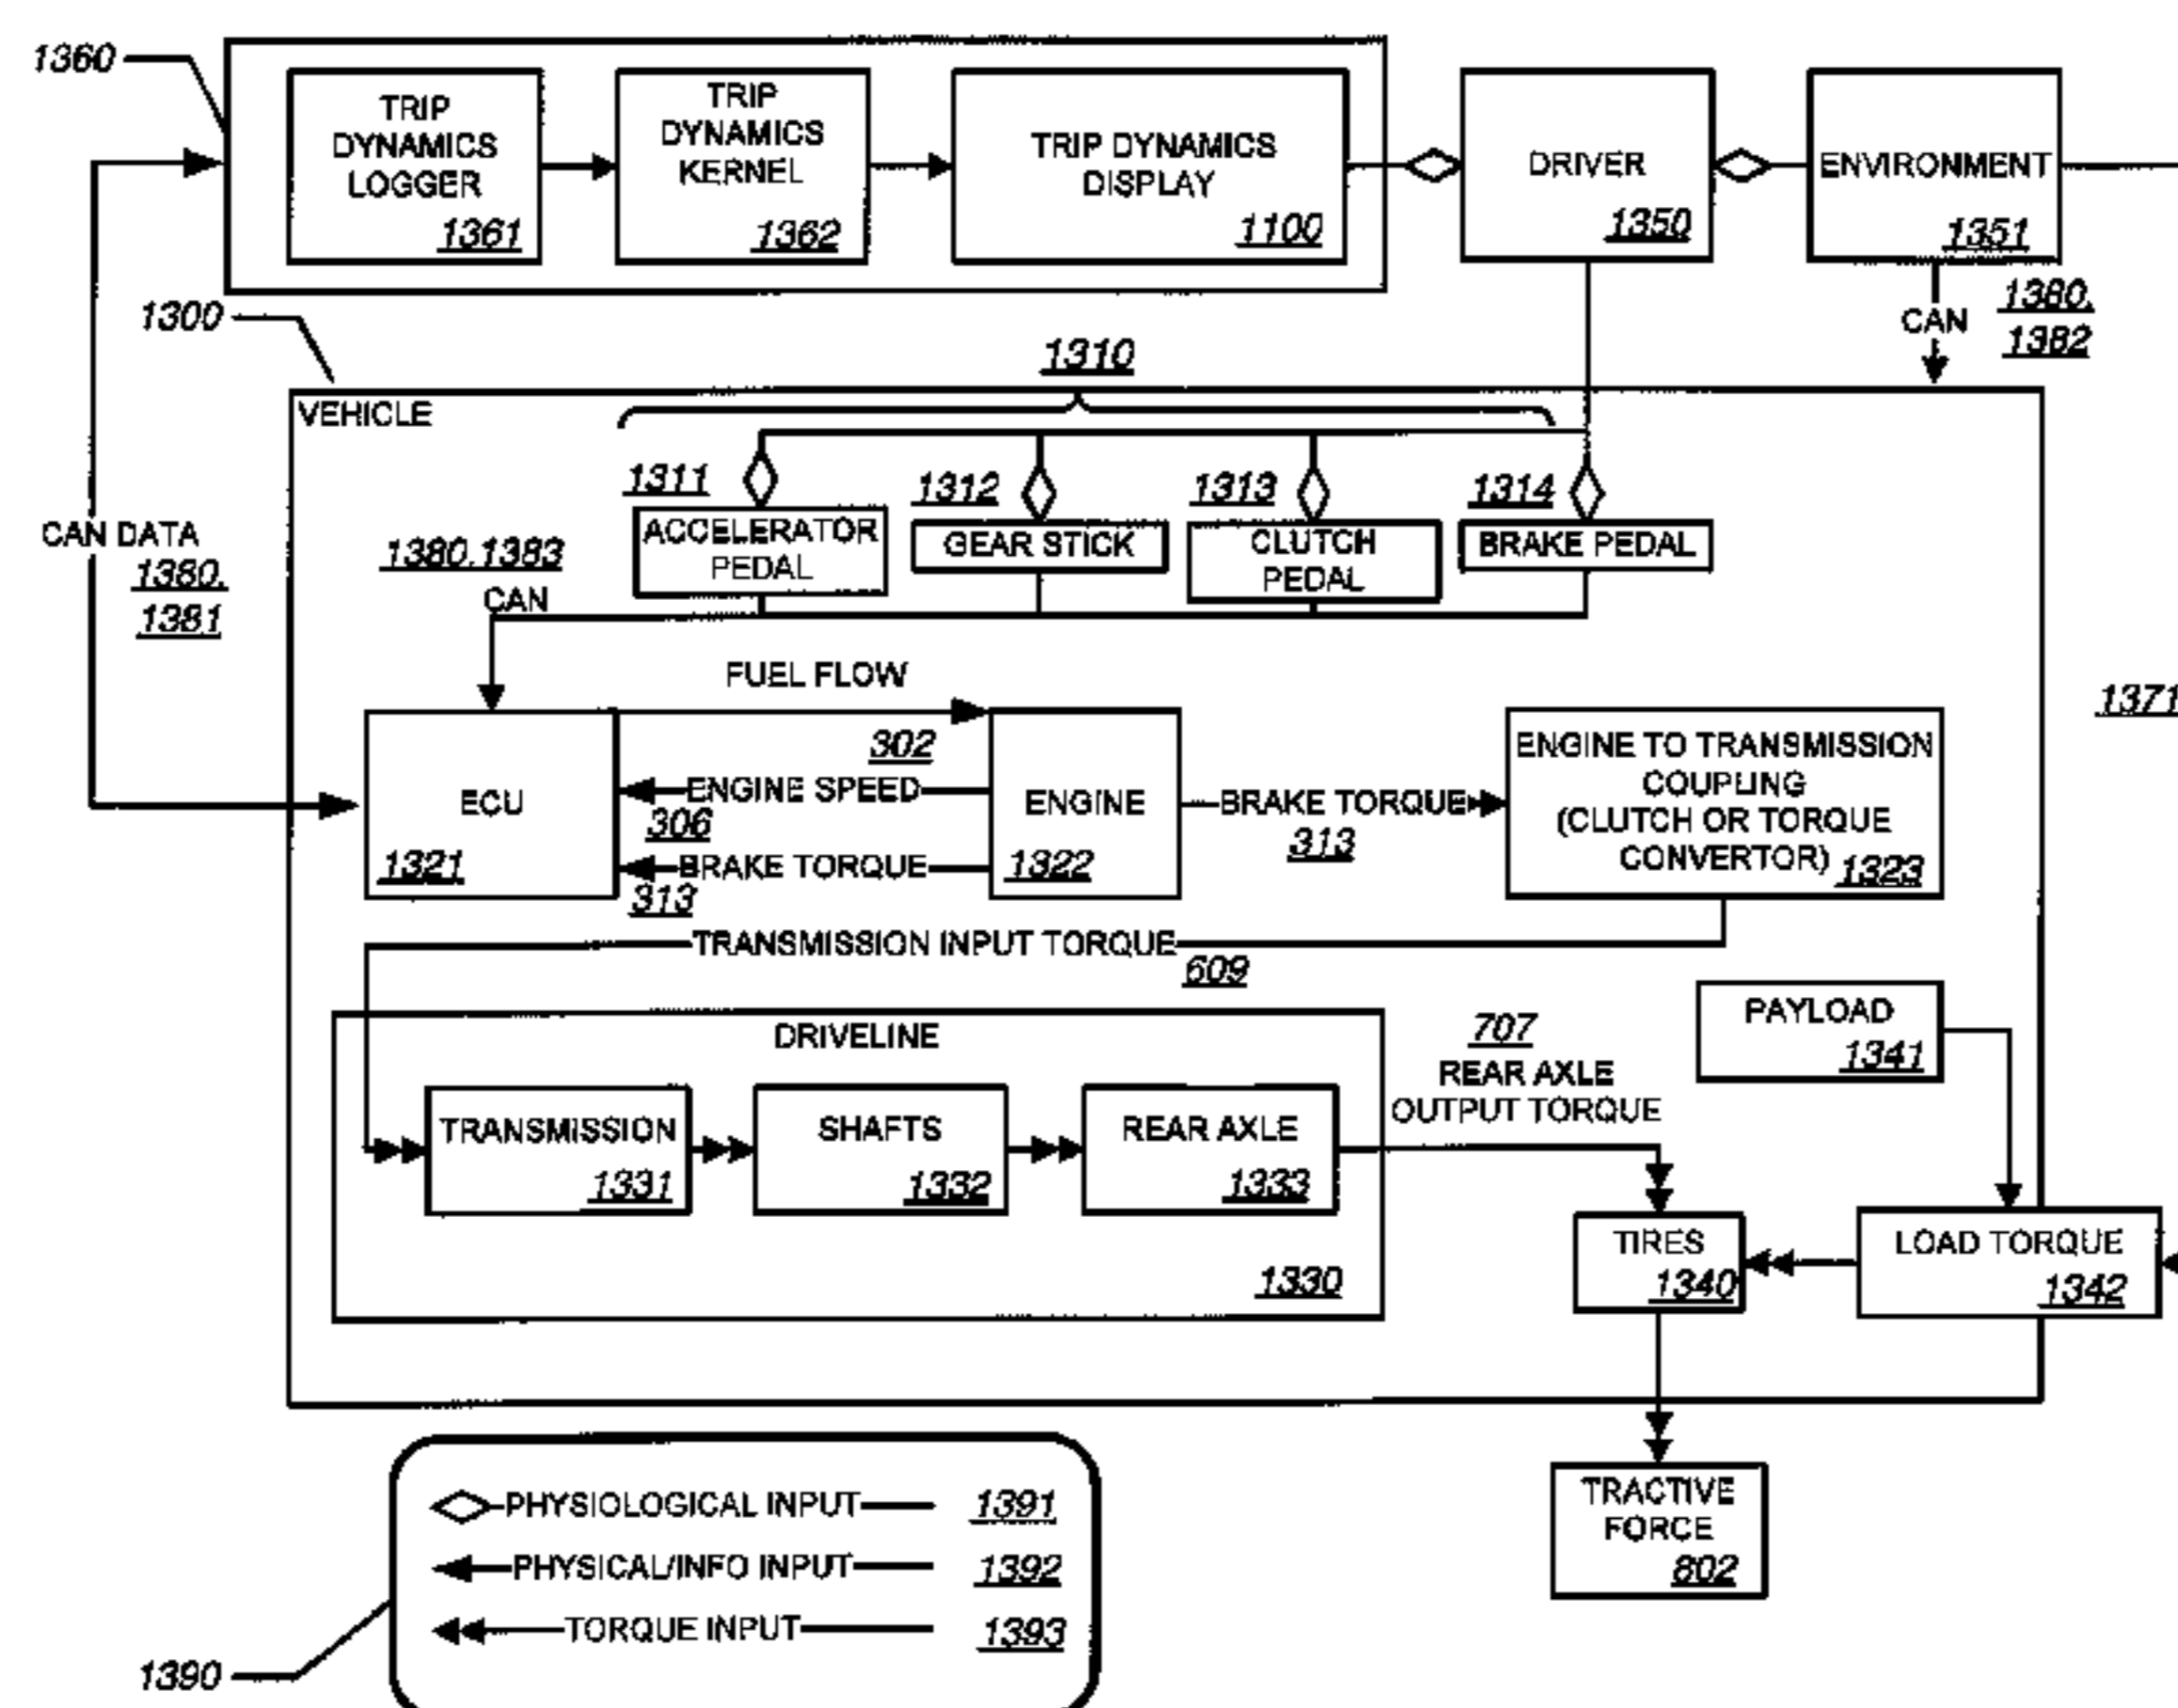 1360
TRIP
DYNAMICS
LOGGER
1361
TRIP
DYNAMICS
KERNEL
1362
TRIP DYNAMICS
DISPLAY
1100
DRIVER
1350
ENVIRONMENT
1351
1300
CAN
1380,
1382
1310
VEHICLE
1311
1312
1313
1314
ACCELERATOR
PEDAL
GEAR STICK
CLUTCH
PEDAL
BRAKE PEDAL
CAN DATA
1380,
1381
1380, 1383
CAN
FUEL FLOW
302
1371
ECU
1321
ENGINE SPEED
306
BRAKE TORQUE
313
ENGINE
1322
BRAKE TORQUE
313
ENGINE TO TRANSMISSION
COUPLING
(CLUTCH OR TORQUE
CONVERTOR)
1323
TRANSMISSION INPUT TORQUE
609
DRIVELINE
TRANSMISSION
1331
SHAFTS
1332
REAR AXLE
1333
1330
707
REAR AXLE
OUTPUT TORQUE
PAYLOAD
1341
TIRES
1340
LOAD TORQUE
1342
TRACTIVE
FORCE
802
PHYSIOLOGICAL INPUT
1391
PHYSICAL/INFO INPUT
1392
TORQUE INPUT
1393
1390